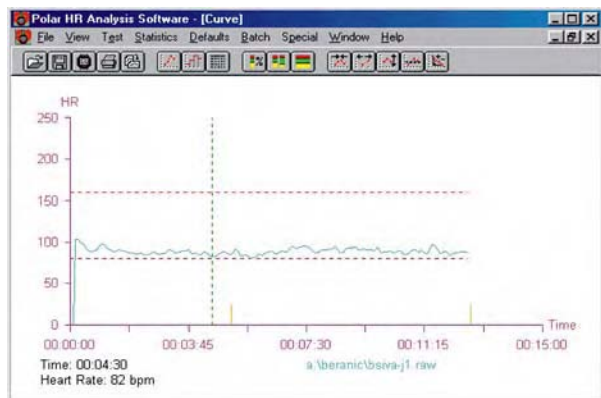 Polar HR Analysis Software - [Curve]
File View Test Statistics Defaults Batch Special Window Help
HR
250
200
150
100
50
0
Time
00:00:00 00:03:45 00:07:30 00:11:15 00:15:00
Time: 00:04:30
Heart Rate: 82 bpm
a:\beranic\bsiva-j1.raw